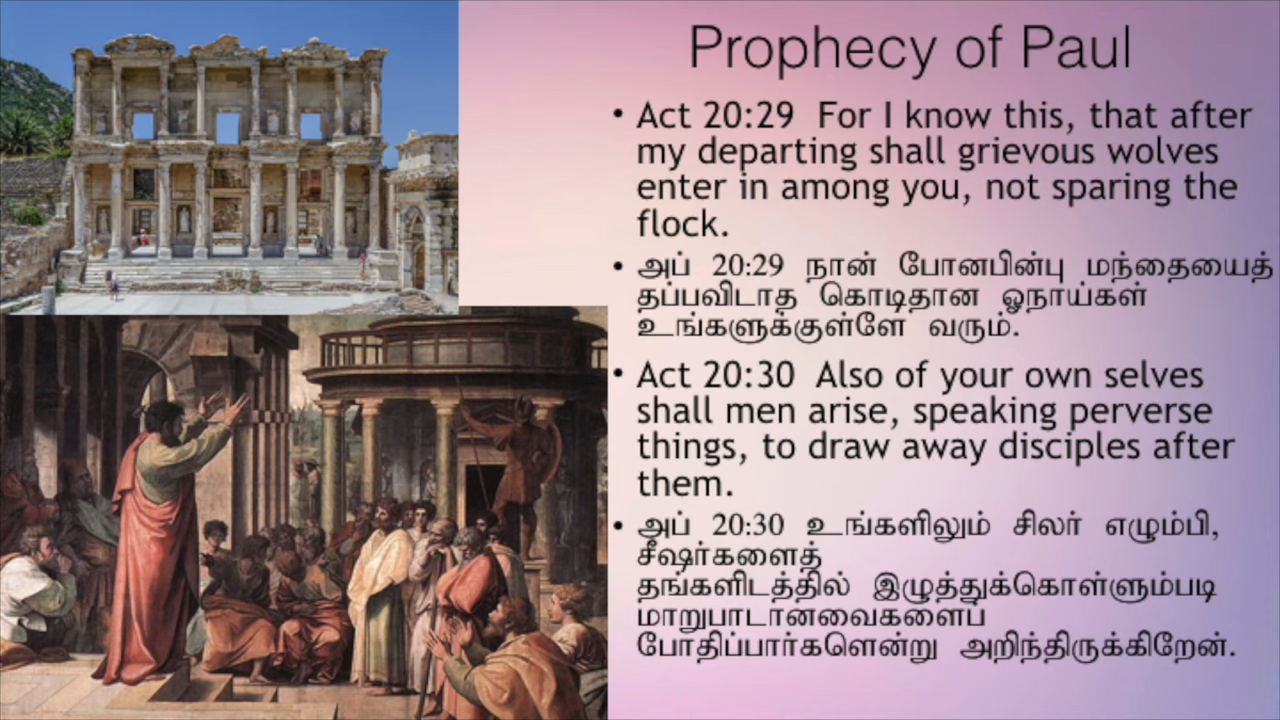 Prophecy of Paul
• Act 20:29 For I know this, that after
my departing shall grievous wolves
enter in among you, not sparing the
flock.
• அப் 20:29 நான் போனபின்பு மந்தையைத்
தப்பவிடாத கொடிதான ஓநாய்கள்
உங்களுக்குள்ளே வரும்.
• Act 20:30 Also of your own selves
shall men arise, speaking perverse
things, to draw away disciples after
them.
• அப் 20:30 உங்களிலும் சிலர் எழும்பி,
சீஷர்களைத்
தங்களிடத்தில் இழுத்துக்கொள்ளும்படி
மாறுபாடானவைகளைப்
போதிப்பார்களென்று அறிந்திருக்கிறேன்.